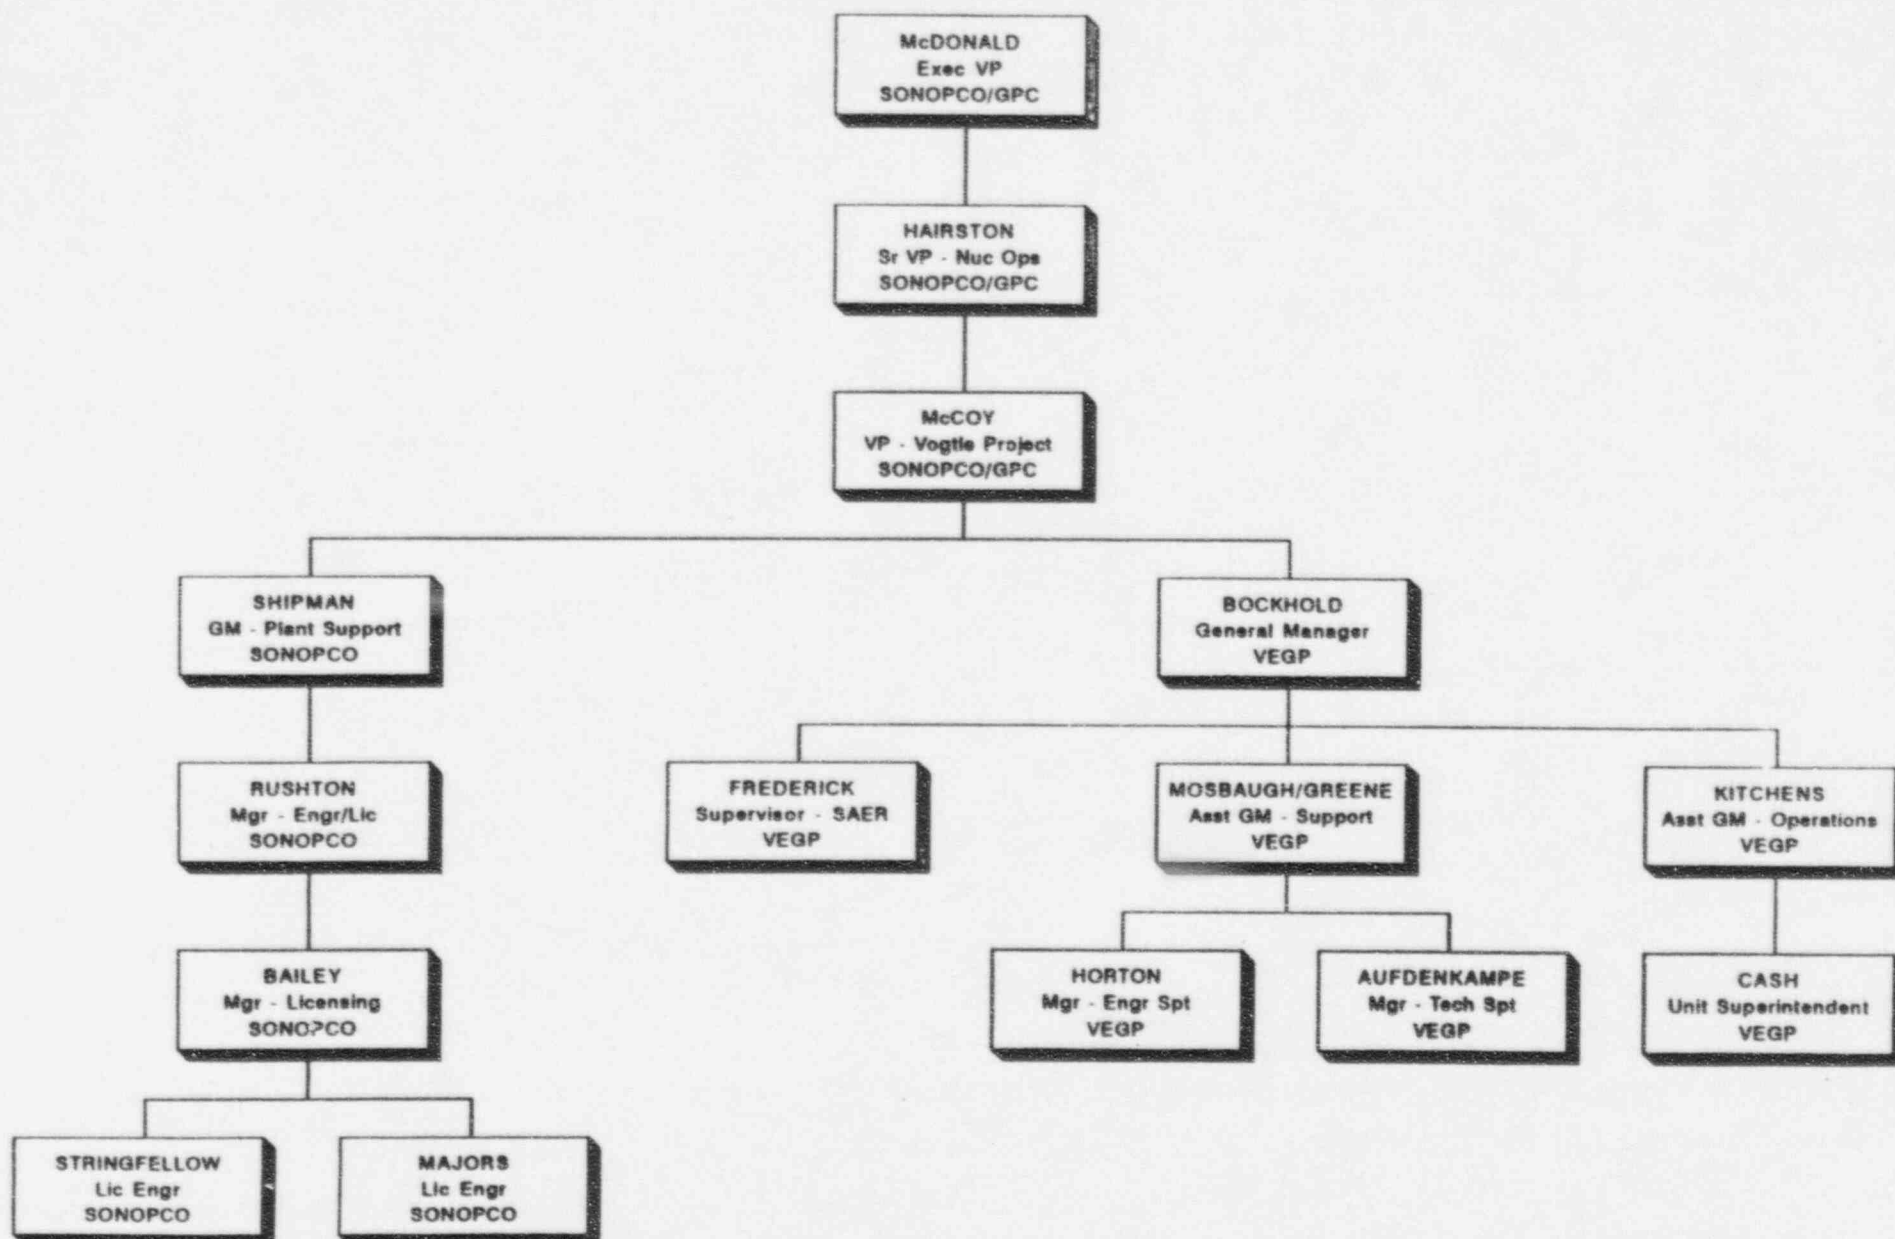 McDONALD
Exec VP
SONOPCO/GPC
HAIRSTON
Sr VP - Nuc Ops
SONOPCO/GPC
McCOY
VP - Vogtle Project
SONOPCO/GPC
SHIPMAN
GM - Plant Support
SONOPCO
BOCKHOLD
General Manager
VEGP
RUSHTON
Mgr - Engr/Lic
SONOPCO
FREDERICK
Supervisor - SAER
VEGP
MOSBAUGH/GREENE
Asst GM - Support
VEGP
KITCHENS
Asst GM - Operations
VEGP
BAILEY
Mgr - Licensing
SONOPCO
HORTON
Mgr - Engr Spt
VEGP
AUFDENKAMPE
Mgr - Tech Spt
VEGP
CASH
Unit Superintendent
VEGP
STRINGFELLOW
Lic Engr
SONOPCO
MAJORS
Lic Engr
SONOPCO